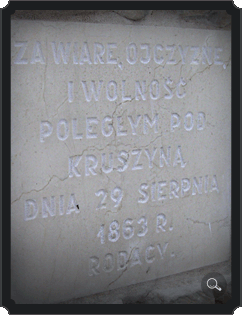 ZA WIARĘ, OJCZYZNĘ,
I WOLNOŚĆ
POLEGŁYM POD
KRUSZYNĄ
DNIA 29 SIERPNIA
1863 R.
RODACY.